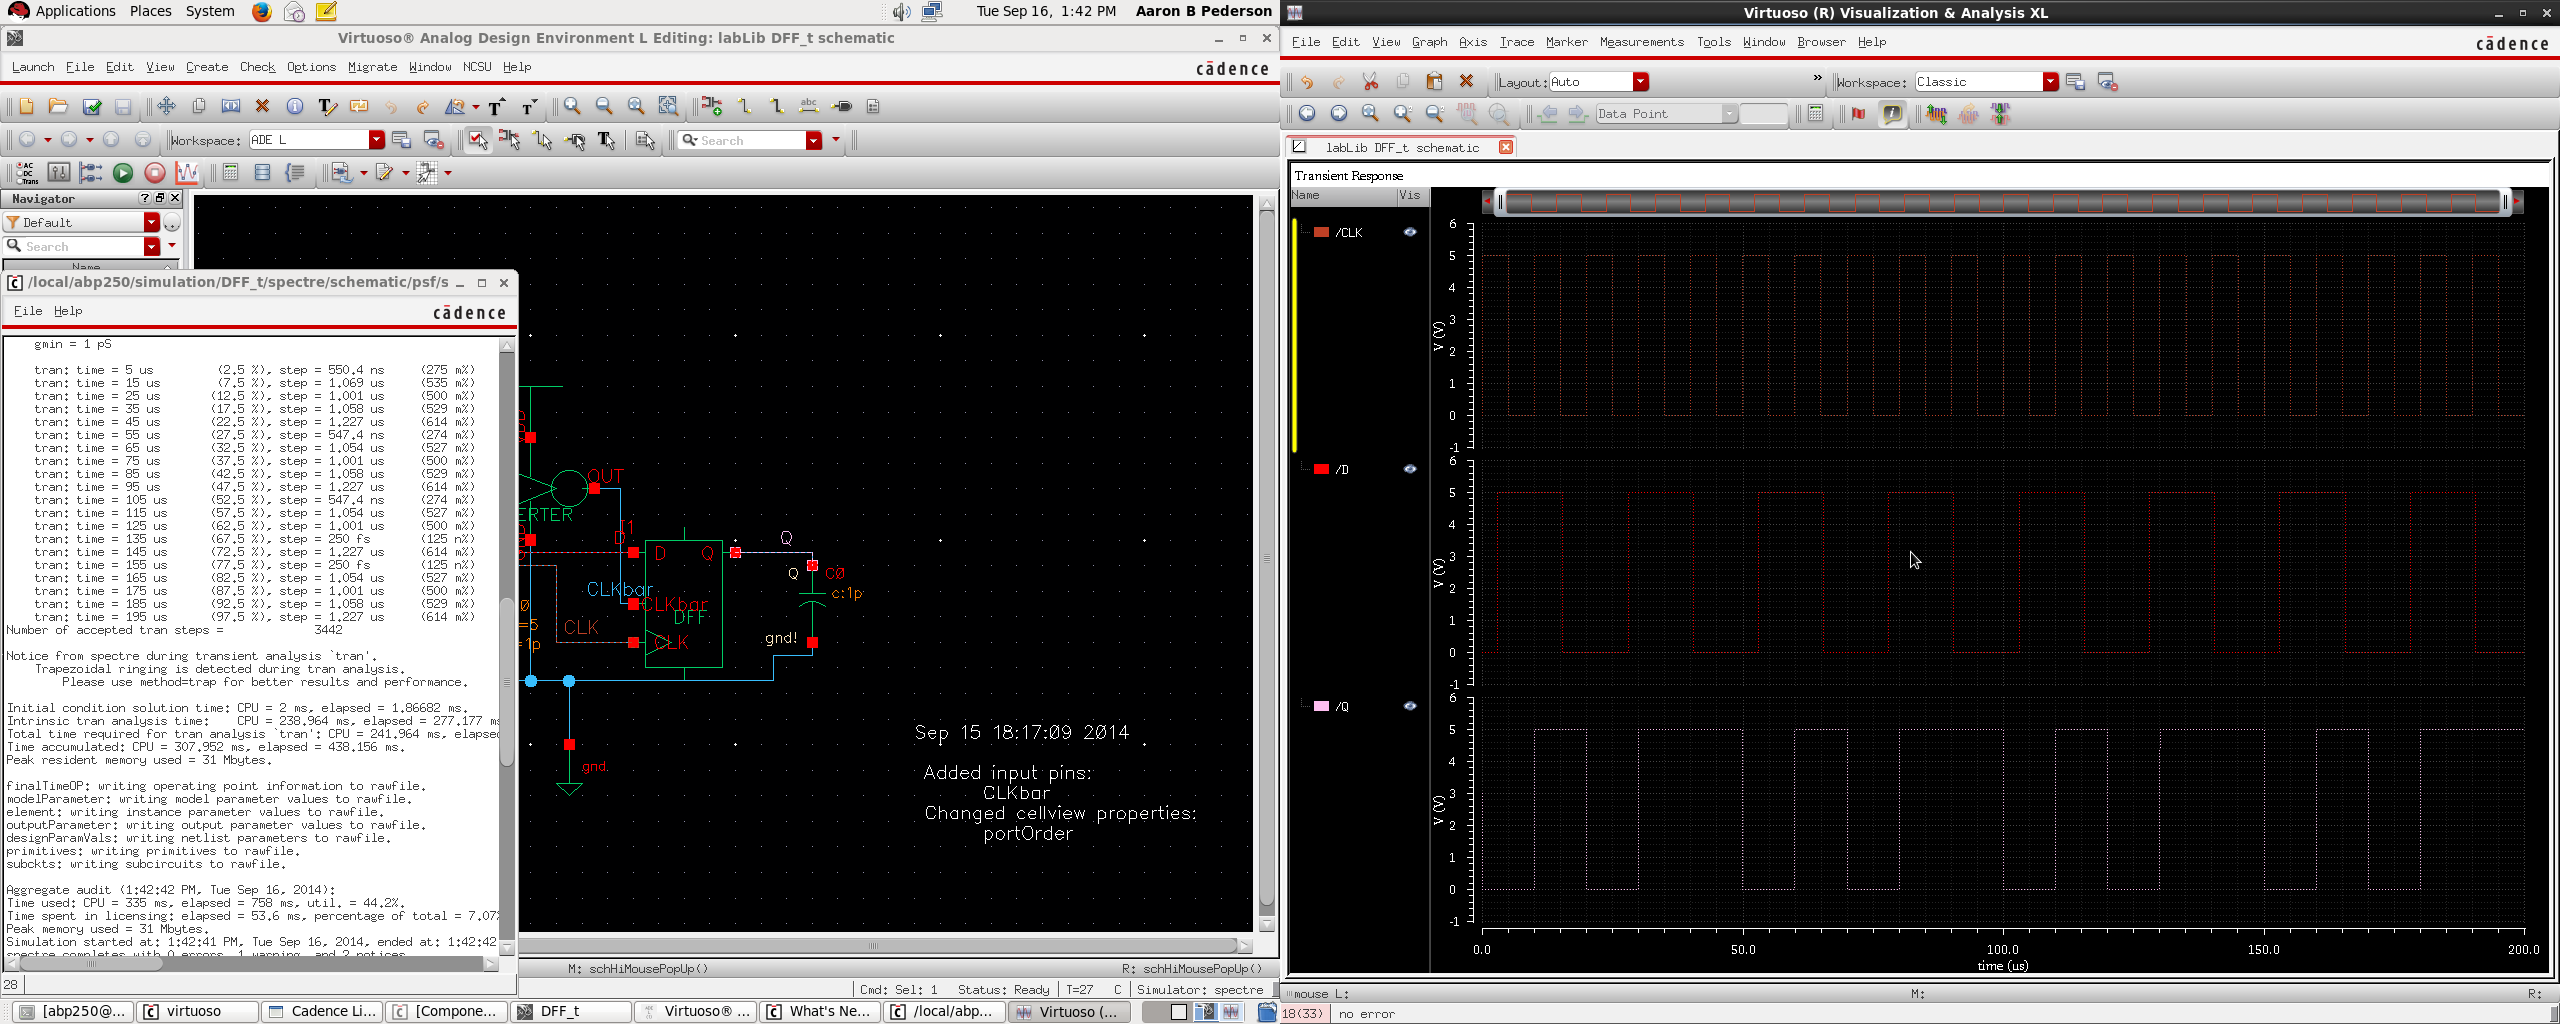 Applications Places System
Tue Sep 16, 1:42 PM Aaron B Pederson
Virtuoso® Analog Design Environment L Editing: labLib DFF_t schematic
Launch File Edit View Create Check Options Migrate Window NCSU Help
cādence
Workspace: ADE L
Search
Navigator
Default
Search
Name
/local/abp250/simulation/DFF_t/spectre/schematic/psf/s
File Help
cādence
gmin = 1 pS
tran: time = 5 us (2.5 %), step = 550.4 ns (275 m%)
tran: time = 15 us (7.5 %), step = 1.069 us (535 m%)
tran: time = 25 us (12.5 %), step = 1.001 us (500 m%)
tran: time = 35 us (17.5 %), step = 1.058 us (529 m%)
tran: time = 45 us (22.5 %), step = 1.227 us (614 m%)
tran: time = 55 us (27.5 %), step = 547.4 ns (274 m%)
tran: time = 65 us (32.5 %), step = 1.054 us (527 m%)
tran: time = 75 us (37.5 %), step = 1.001 us (500 m%)
tran: time = 85 us (42.5 %), step = 1.058 us (529 m%)
tran: time = 95 us (47.5 %), step = 1.227 us (614 m%)
tran: time = 105 us (52.5 %), step = 547.4 ns (274 m%)
tran: time = 115 us (57.5 %), step = 1.054 us (527 m%)
tran: time = 125 us (62.5 %), step = 1.001 us (500 m%)
tran: time = 135 us (67.5 %), step = 250 fs (125 n%)
tran: time = 145 us (72.5 %), step = 1.227 us (614 m%)
tran: time = 155 us (77.5 %), step = 250 fs (125 n%)
tran: time = 165 us (82.5 %), step = 1.054 us (527 m%)
tran: time = 175 us (87.5 %), step = 1.001 us (500 m%)
tran: time = 185 us (92.5 %), step = 1.058 us (529 m%)
tran: time = 195 us (97.5 %), step = 1.227 us (614 m%)
Number of accepted tran steps = 3442
Notice from spectre during transient analysis `tran'.
Trapezoidal ringing is detected during tran analysis.
Please use method=trap for better results and performance.
Initial condition solution time: CPU = 2 ms, elapsed = 1.86682 ms.
Intrinsic tran analysis time: CPU = 238.964 ms, elapsed = 277.177 ms
Total time required for tran analysis `tran': CPU = 241.964 ms, elapsed
Time accumulated: CPU = 307.952 ms, elapsed = 438.156 ms.
Peak resident memory used = 31 Mbytes.
finalTimeOP: writing operating point information to rawfile.
modelParameter: writing model parameter values to rawfile.
element: writing instance parameter values to rawfile.
outputParameter: writing output parameter values to rawfile.
designParamVals: writing netlist parameters to rawfile.
primitives: writing primitives to rawfile.
subckts: writing subcircuits to rawfile.
Aggregate audit (1:42:42 PM, Tue Sep 16, 2014):
Time used: CPU = 335 ms, elapsed = 758 ms, util. = 44.2%.
Time spent in licensing: elapsed = 53.6 ms, percentage of total = 7.07%
Peak memory used = 31 Mbytes.
Simulation started at: 1:42:41 PM, Tue Sep 16, 2014, ended at: 1:42:42
spectre completes with 0 errors, 1 warning, and 2 notices.
28
OUT
ERTER
I1
D
D Q
Q
Q C0
c:1p
CLKbar
CLKbar
DFF
CLK
CLK
=5
1p
gnd!
gnd
Sep 15 18:17:09 2014
Added input pins:
CLKbar
Changed cellview properties:
portOrder
M: schHiMousePopUp() R: schHiMousePopUp()
Cmd: Sel: 1 Status: Ready T=27 C Simulator: spectre
[abp250@... virtuoso Cadence Li... [Compone... DFF_t Virtuoso® ... What's Ne... /local/abp... Virtuoso (...
Virtuoso (R) Visualization & Analysis XL
File Edit View Graph Axis Trace Marker Measurements Tools Window Browser Help
cādence
Layout: Auto » Workspace: Classic
Data Point
labLib DFF_t schematic
Transient Response
Name Vis
/CLK
6
5
4
3
2
1
0
-1
V (V)
/D
6
5
4
3
2
1
0
-1
V (V)
/Q
6
5
4
3
2
1
0
-1
V (V)
0.0 50.0 100.0 150.0 200.0
time (us)
mouse L: M: R:
18(33) no error